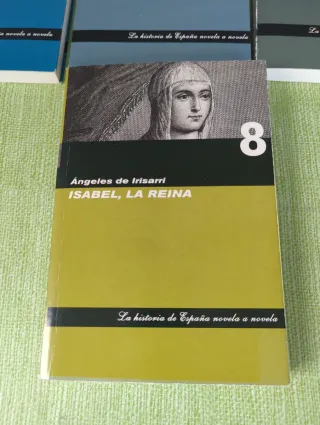 ia de España novela a novela
La historia de España novela a novela
La
8
Ángeles de Irisarri
ISABEL, LA REINA
La historia de España novela a novela